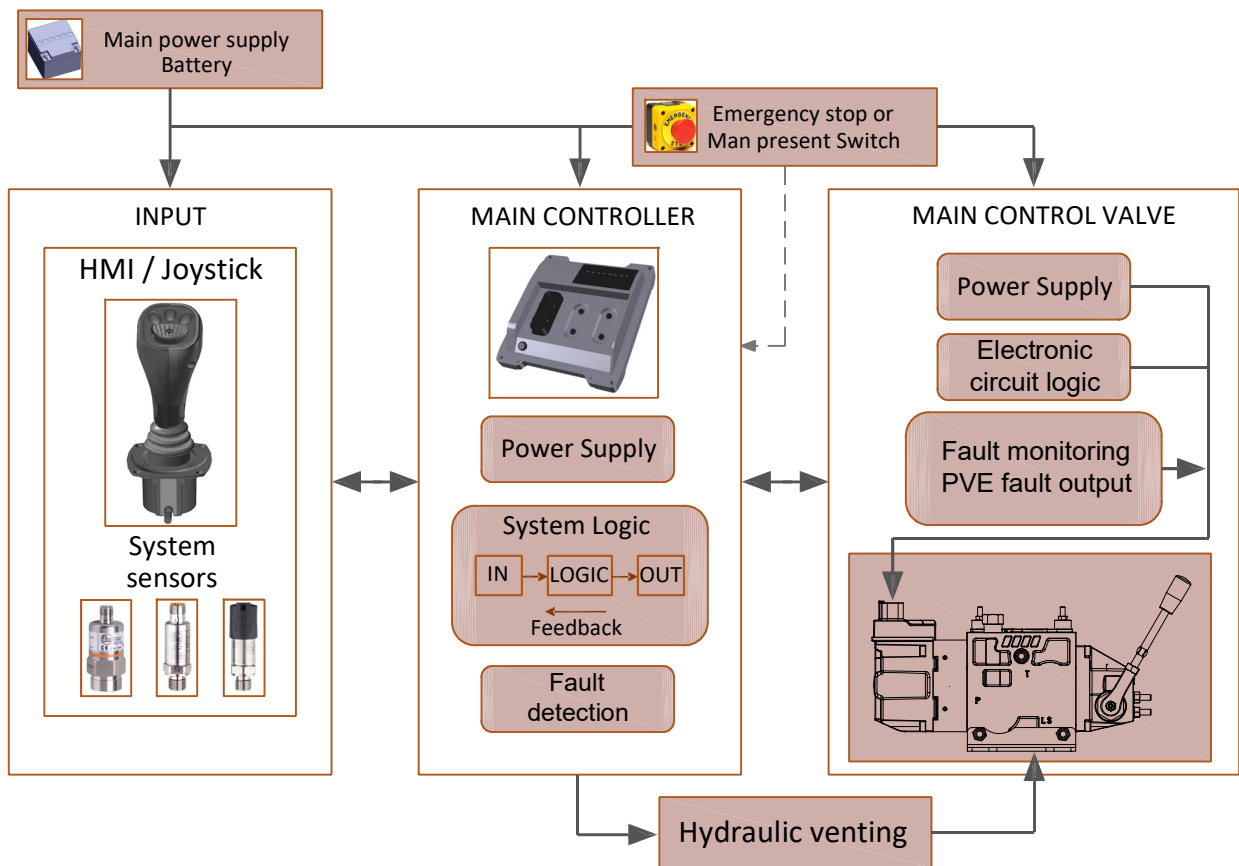 Main power supply
Battery
EMERGENCY
Emergency stop or
Man present Switch
INPUT
HMI / Joystick
System
sensors
MAIN CONTROLLER
Power Supply
System Logic
IN
LOGIC
OUT
Feedback
Fault
detection
MAIN CONTROL VALVE
Power Supply
Electronic
circuit logic
Fault monitoring
PVE fault output
P
T
LS
Hydraulic venting